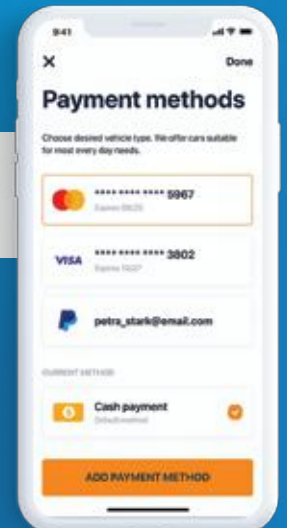 9:41
Done
Payment methods
Choose desired vehicle type. We offer cars suitable
for most every day needs.
**** **** **** 5967
VISA
**** **** **** 3802
petra_stark@email.com
CURRENT METHOD
Cash payment
Default method
ADD PAYMENT METHOD